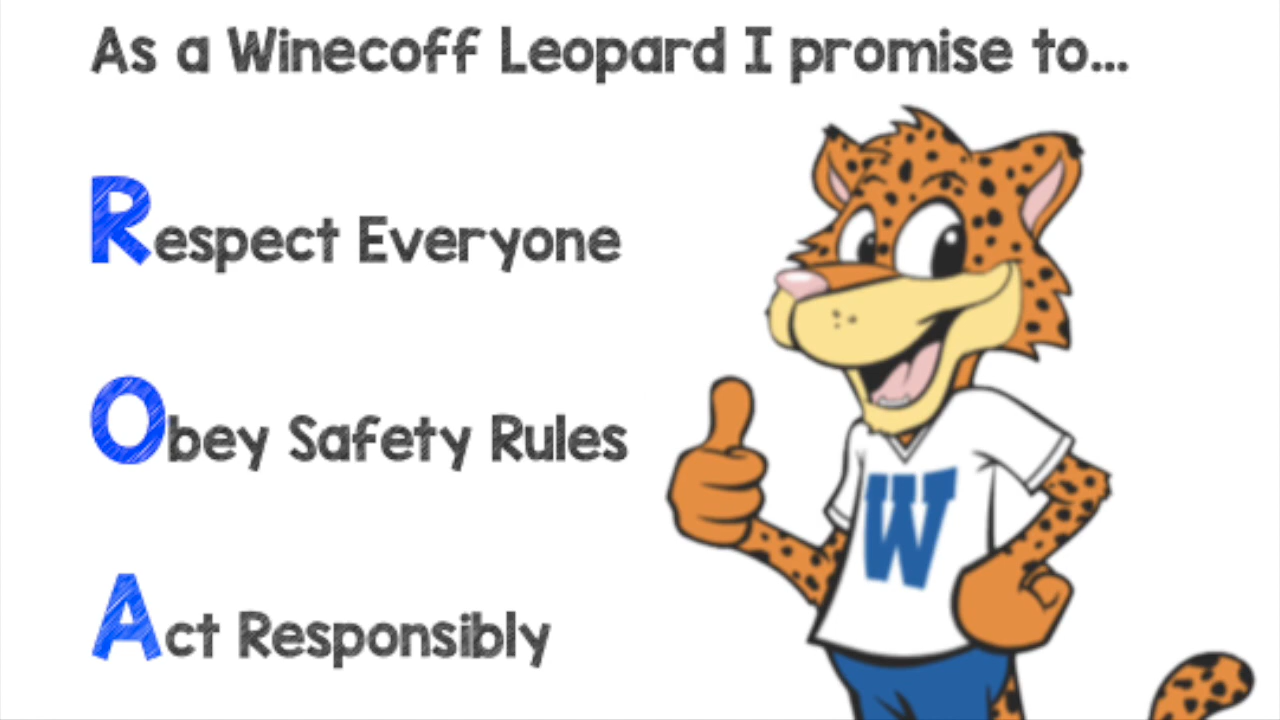 As a Winecoff Leopard I promise to...
Respect Everyone
Obey Safety Rules
W
Act Responsibly